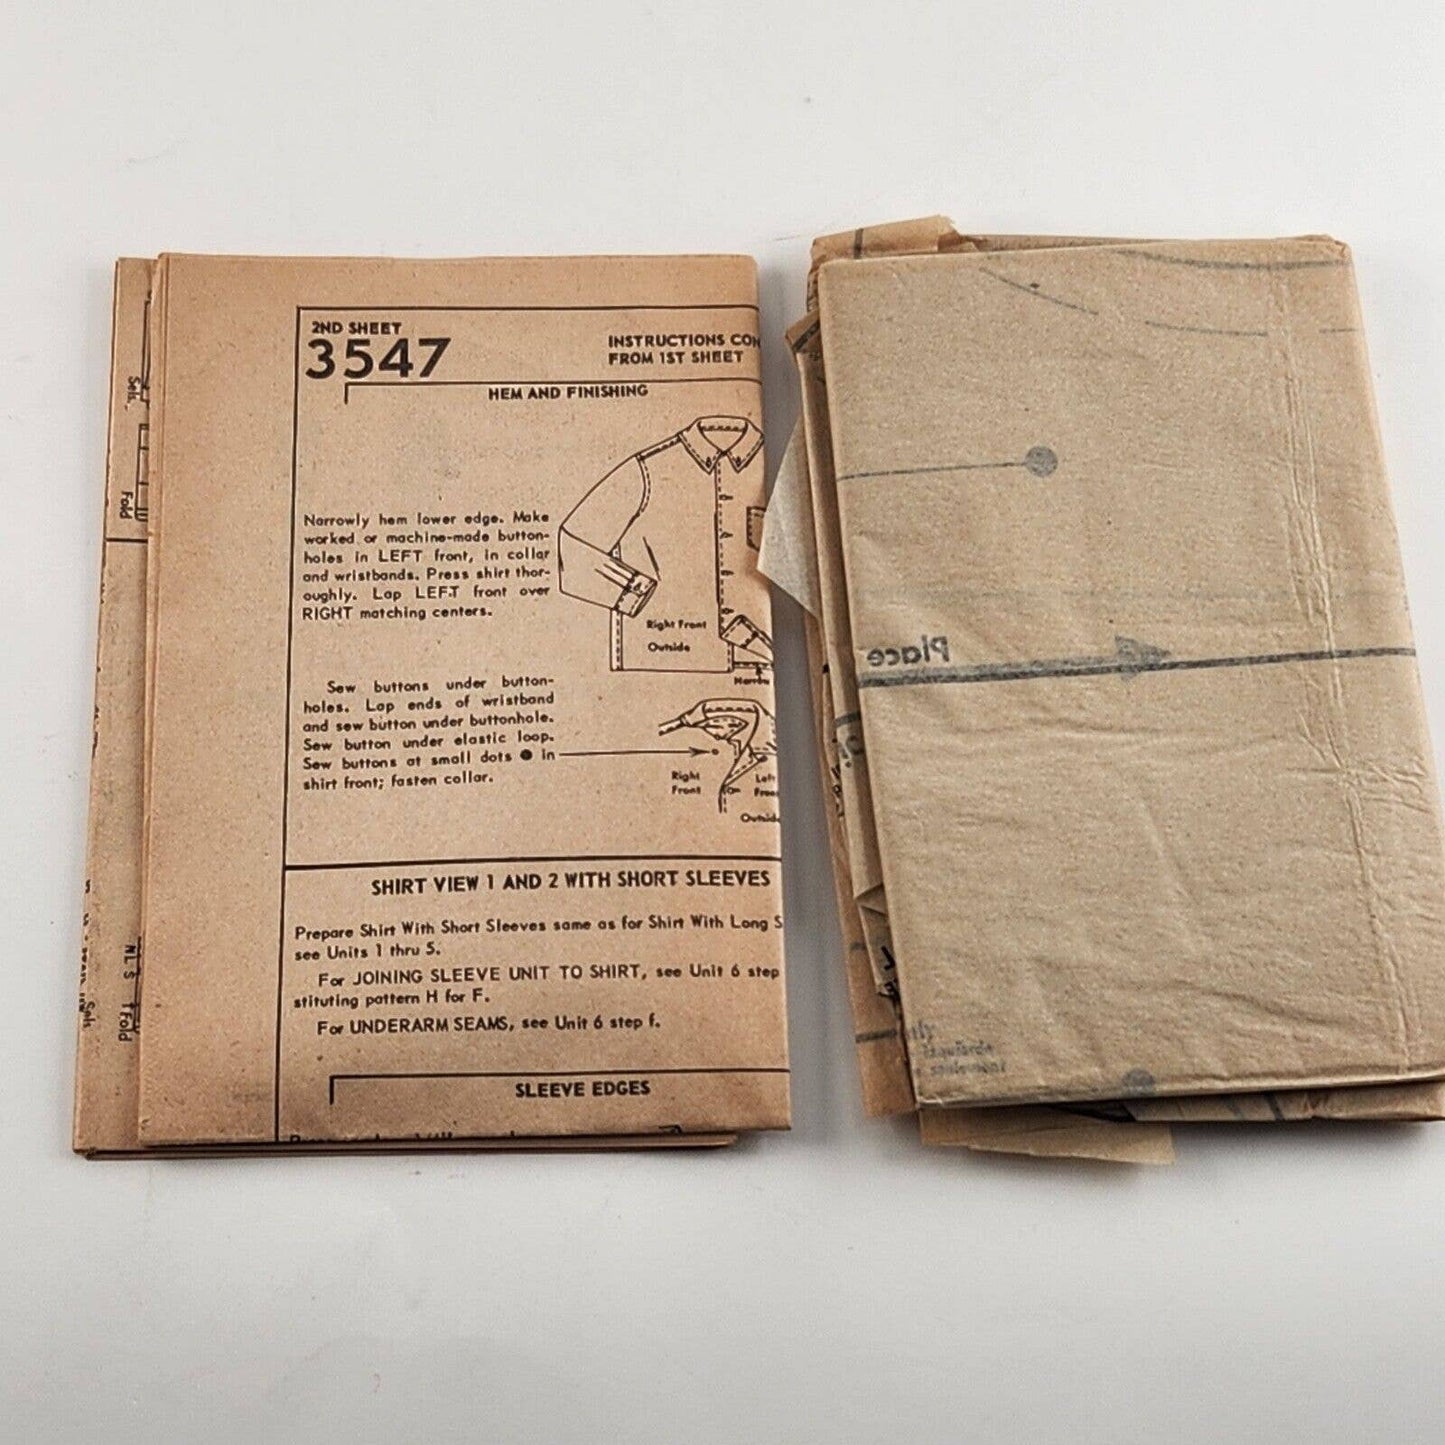 2ND SHEET
3547
INSTRUCTIONS CON
FROM 1ST SHEET
HEM AND FINISHING
Narrowly hem lower edge. Make
worked or machine-made button-
holes in LEFT front, in collar
and wristbands. Press shirt thor-
oughly. Lap LEFT front over
RIGHT matching centers.
Right Front
Outside
Narrow
Sew buttons under button-
holes. Lap ends of wristband
and sew button under buttonhole.
Sew button under elastic loop.
Sew buttons at small dots ● in
shirt front; fasten collar.
Right
Front
Left
Front
Outside
SHIRT VIEW 1 AND 2 WITH SHORT SLEEVES
Prepare Shirt With Short Sleeves same as for Shirt With Long S
see Units 1 thru 5.
For JOINING SLEEVE UNIT TO SHIRT, see Unit 6 step
stituting pattern H for F.
For UNDERARM SEAMS, see Unit 6 step f.
SLEEVE EDGES
Selv.
Fold
NL'S
Selv.
Fold
Place